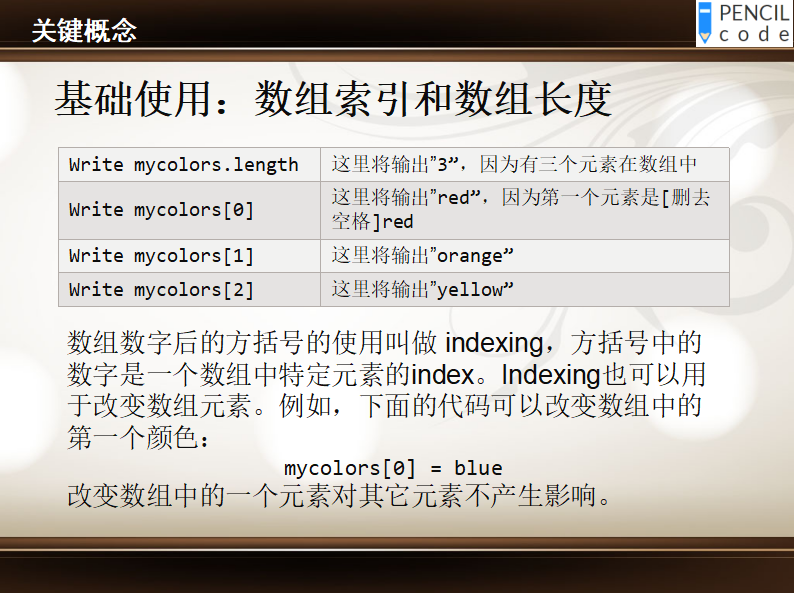 关键概念
PENCIL
code
基础使用：数组索引和数组长度
Write mycolors.length
这里将输出”3”，因为有三个元素在数组中
Write mycolors[0]
这里将输出”red”，因为第一个元素是[删去
空格]red
Write mycolors[1]
这里将输出”orange”
Write mycolors[2]
这里将输出”yellow”
数组数字后的方括号的使用叫做 indexing，方括号中的
数字是一个数组中特定元素的index。Indexing也可以用
于改变数组元素。例如，下面的代码可以改变数组中的
第一个颜色：
mycolors[0] = blue
改变数组中的一个元素对其它元素不产生影响。